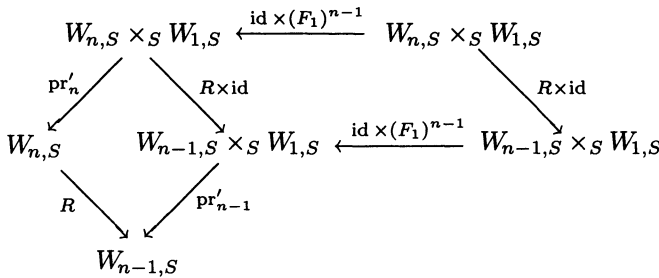 W_{n,S} ×_S W_{1,S} id ×(F_1)^{n−1} W_{n,S} ×_S W_{1,S}
pr′_n R×id R×id
W_{n,S} W_{n−1,S} ×_S W_{1,S} id ×(F_1)^{n−1} W_{n−1,S} ×_S W_{1,S}
R pr′_{n−1}
W_{n−1,S}